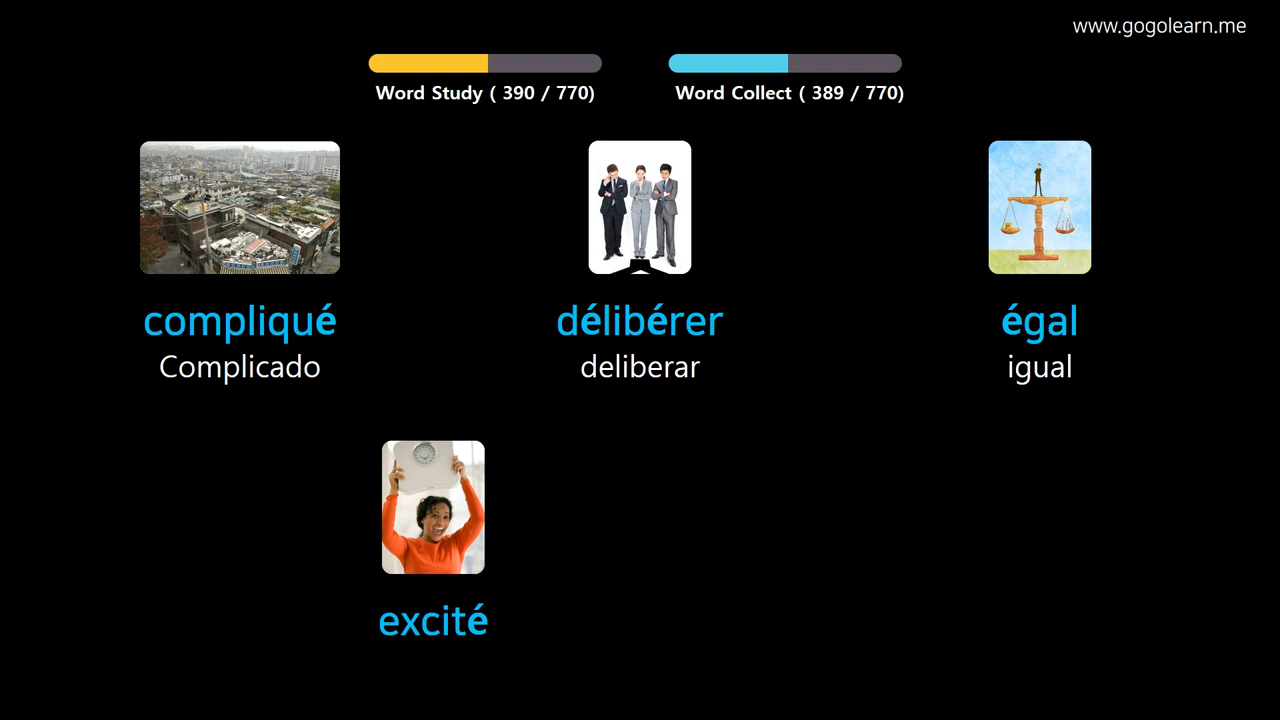 www.gogolearn.me
Word Study ( 390 / 770)
Word Collect ( 389 / 770)
compliqué
Complicado
délibérer
deliberar
égal
igual
excité